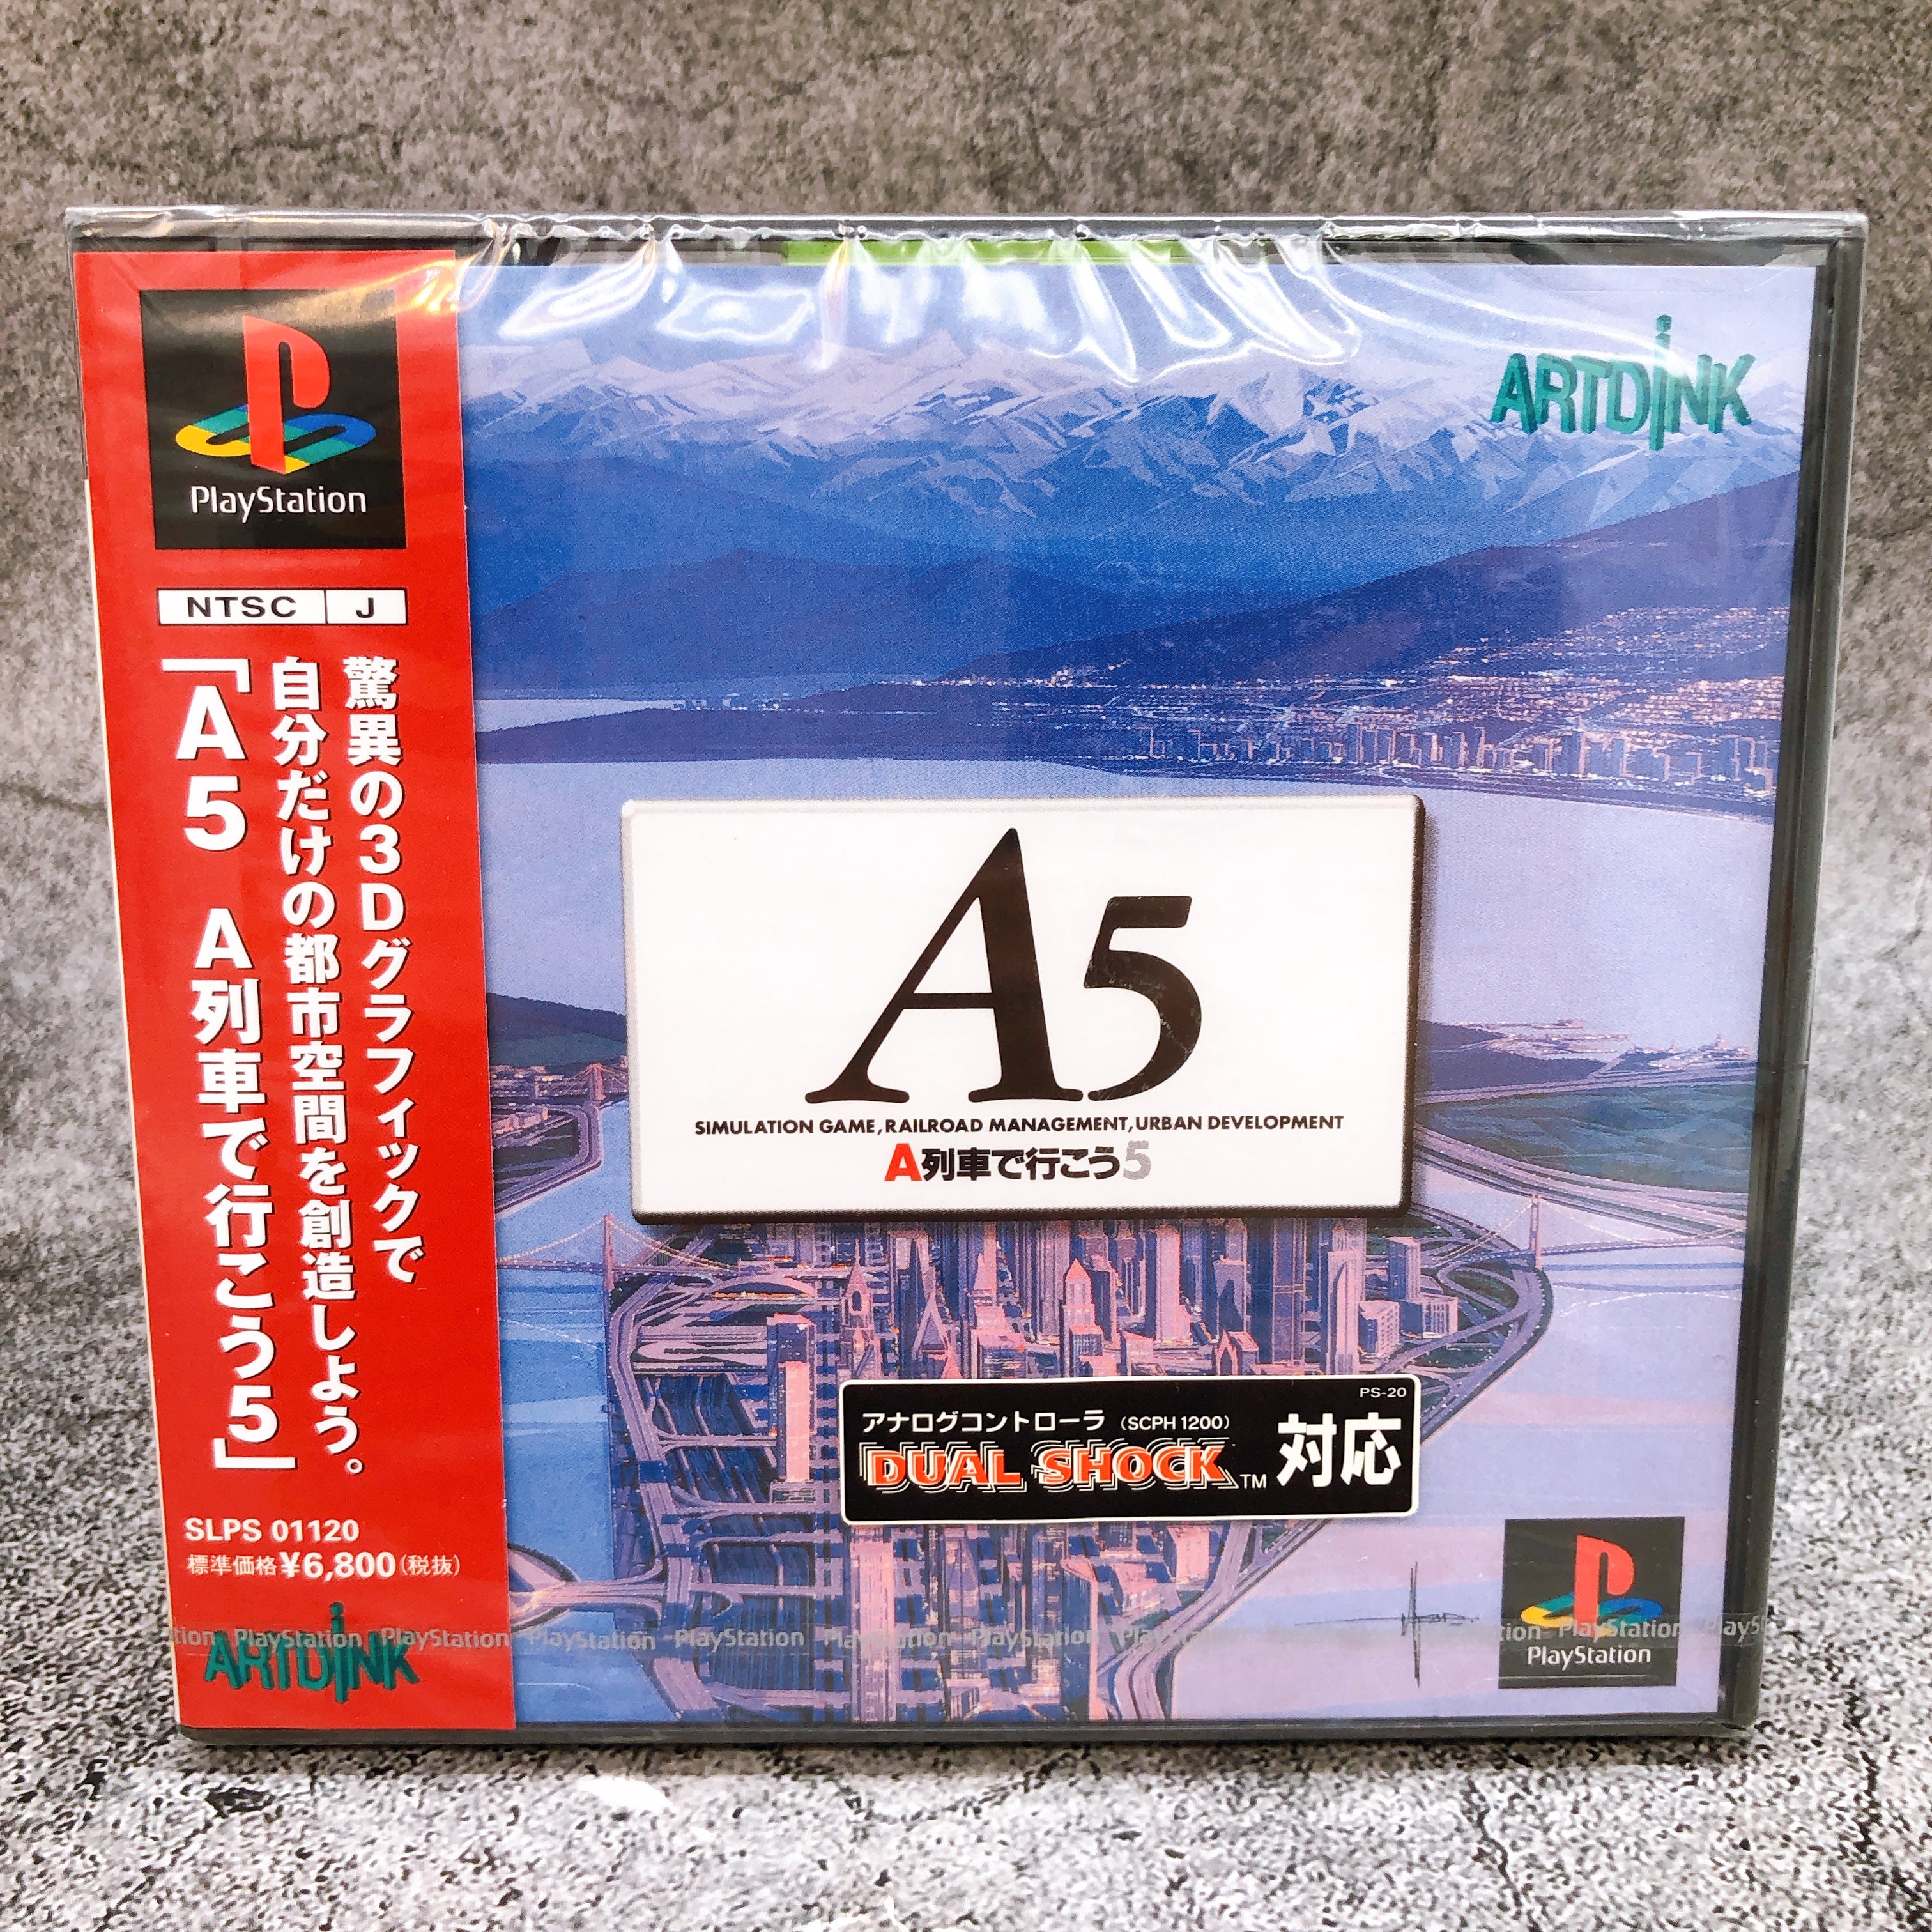 PlayStation
NTSC J
驚異の3Dグラフィックで
自分だけの都市空間を創造しよう。
「A5 A列車で行こう5」
SLPS 01120
標準価格¥6,800(税抜)
ARTDINK
ARTDINK
A5
SIMULATION GAME,RAILROAD MANAGEMENT,URBAN DEVELOPMENT
A列車で行こう5
PS-20
アナログコントローラ (SCPH 1200)
DUAL SHOCK™ 対応
PlayStation PlayStation PlayStation PlayStation
PlayStation